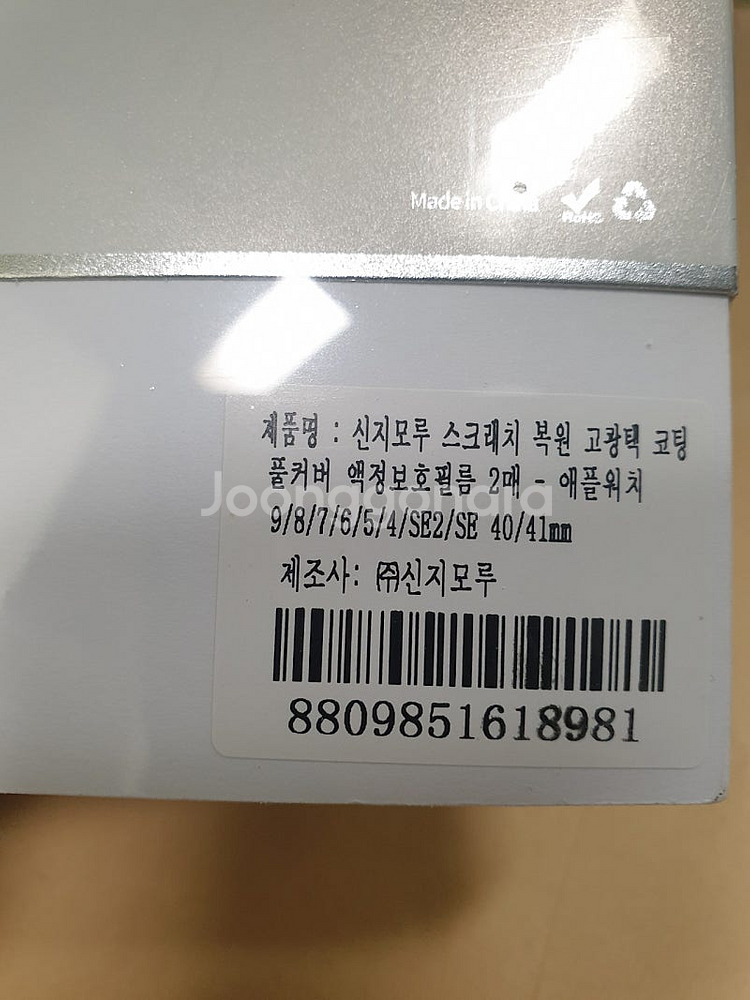 Made in China
RoHS
제품명 : 신지모루 스크래치 복원 고광택 코팅
풀커버 액정보호필름 2매 - 애플워치
9/8/7/6/5/4/SE2/SE 40/41mm
제조사: ㈜신지모루
8809851618981
Joonggonara